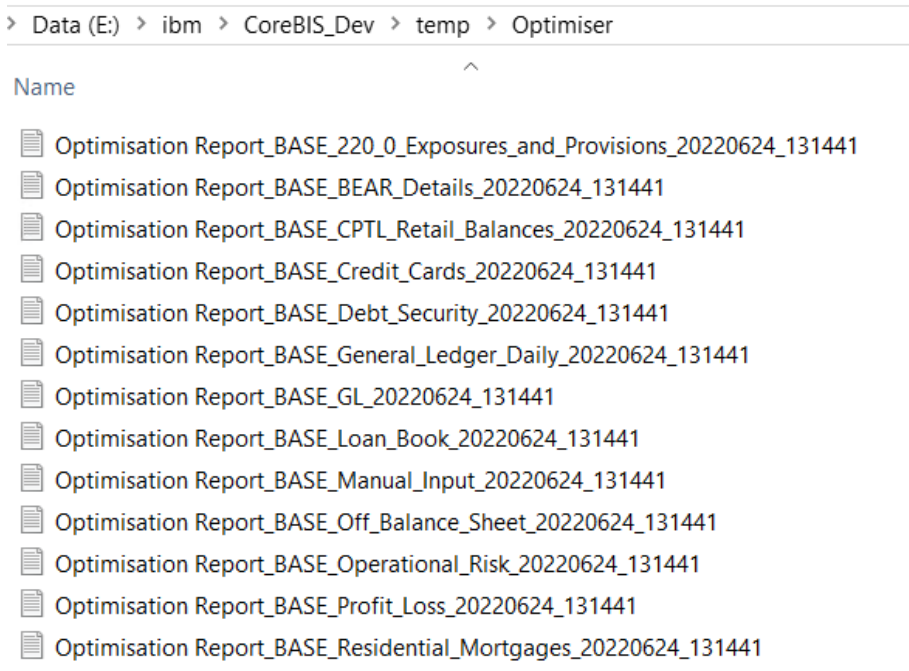 > Data (E:) > ibm > CoreBIS_Dev > temp > Optimiser
Name
Optimisation Report_BASE_220_0_Exposures_and_Provisions_20220624_131441
Optimisation Report_BASE_BEAR_Details_20220624_131441
Optimisation Report_BASE_CPTL_Retail_Balances_20220624_131441
Optimisation Report_BASE_Credit_Cards_20220624_131441
Optimisation Report_BASE_Debt_Security_20220624_131441
Optimisation Report_BASE_General_Ledger_Daily_20220624_131441
Optimisation Report_BASE_GL_20220624_131441
Optimisation Report_BASE_Loan_Book_20220624_131441
Optimisation Report_BASE_Manual_Input_20220624_131441
Optimisation Report_BASE_Off_Balance_Sheet_20220624_131441
Optimisation Report_BASE_Operational_Risk_20220624_131441
Optimisation Report_BASE_Profit_Loss_20220624_131441
Optimisation Report_BASE_Residential_Mortgages_20220624_131441